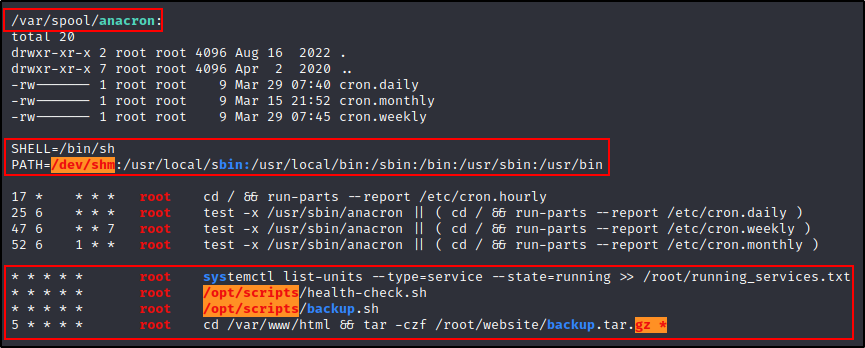 /var/spool/anacron:
total 20
drwxr-xr-x 2 root root 4096 Aug 16  2022 .
drwxr-xr-x 7 root root 4096 Apr  2  2020 ..
-rw------- 1 root root    9 Mar 29 07:40 cron.daily
-rw------- 1 root root    9 Mar 15 21:52 cron.monthly
-rw------- 1 root root    9 Mar 29 07:45 cron.weekly
SHELL=/bin/sh
PATH=/dev/shm:/usr/local/sbin:/usr/local/bin:/sbin:/bin:/usr/sbin:/usr/bin
17 *    * * *   root    cd / && run-parts --report /etc/cron.hourly
25 6    * * *   root    test -x /usr/sbin/anacron || ( cd / && run-parts --report /etc/cron.daily )
47 6    * * 7   root    test -x /usr/sbin/anacron || ( cd / && run-parts --report /etc/cron.weekly )
52 6    1 * *   root    test -x /usr/sbin/anacron || ( cd / && run-parts --report /etc/cron.monthly )
* * * * *       root    systemctl list-units --type=service --state=running >> /root/running_services.txt
* * * * *       root    /opt/scripts/health-check.sh
* * * * *       root    /opt/scripts/backup.sh
5 * * * *       root    cd /var/www/html && tar -czf /root/website/backup.tar.gz *